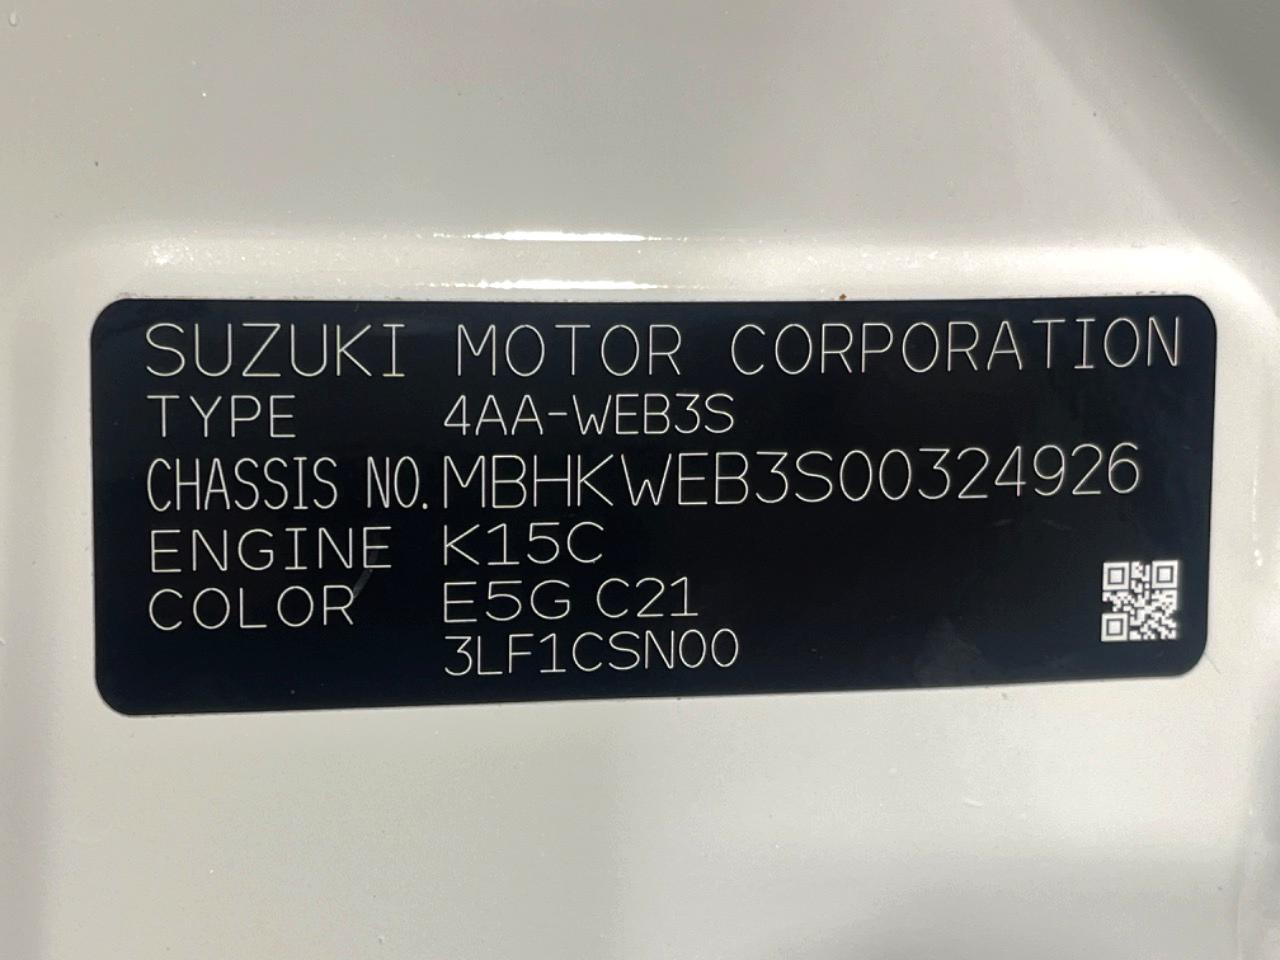 SUZUKI MOTOR CORPORATION
TYPE 4AA-WEB3S
CHASSIS NO. MBHKWEB3S00324926
ENGINE K15C
COLOR E5G C21
3LF1CSN00